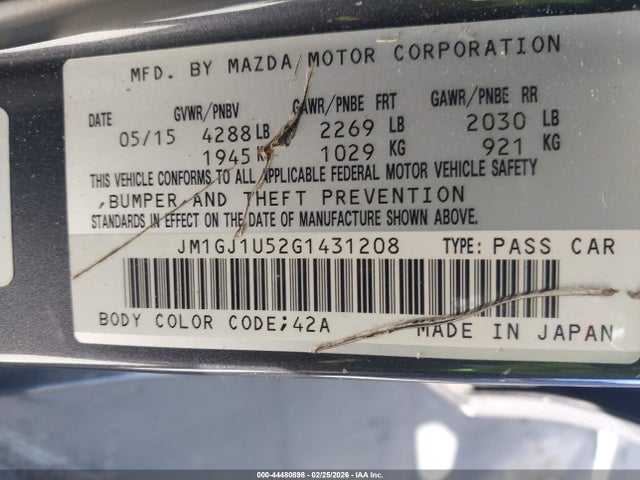 MFD. BY MAZDA MOTOR CORPORATION
DATE GVWR/PNBV GAWR/PNBE FRT GAWR/PNBE RR
05/15 4288 LB 2269 LB 2030 LB
1945 KG 1029 KG 921 KG
THIS VEHICLE CONFORMS TO ALL APPLICABLE FEDERAL MOTOR VEHICLE SAFETY
,BUMPER AND THEFT PREVENTION
STANDARDS IN EFFECT ON THE DATE OF MANUFACTURE SHOWN ABOVE.
JM1GJ1U52G1431208 TYPE: PASS CAR
BODY COLOR CODE;42A MADE IN JAPAN
000-44480898 - 02/25/2026 - IAA Inc.